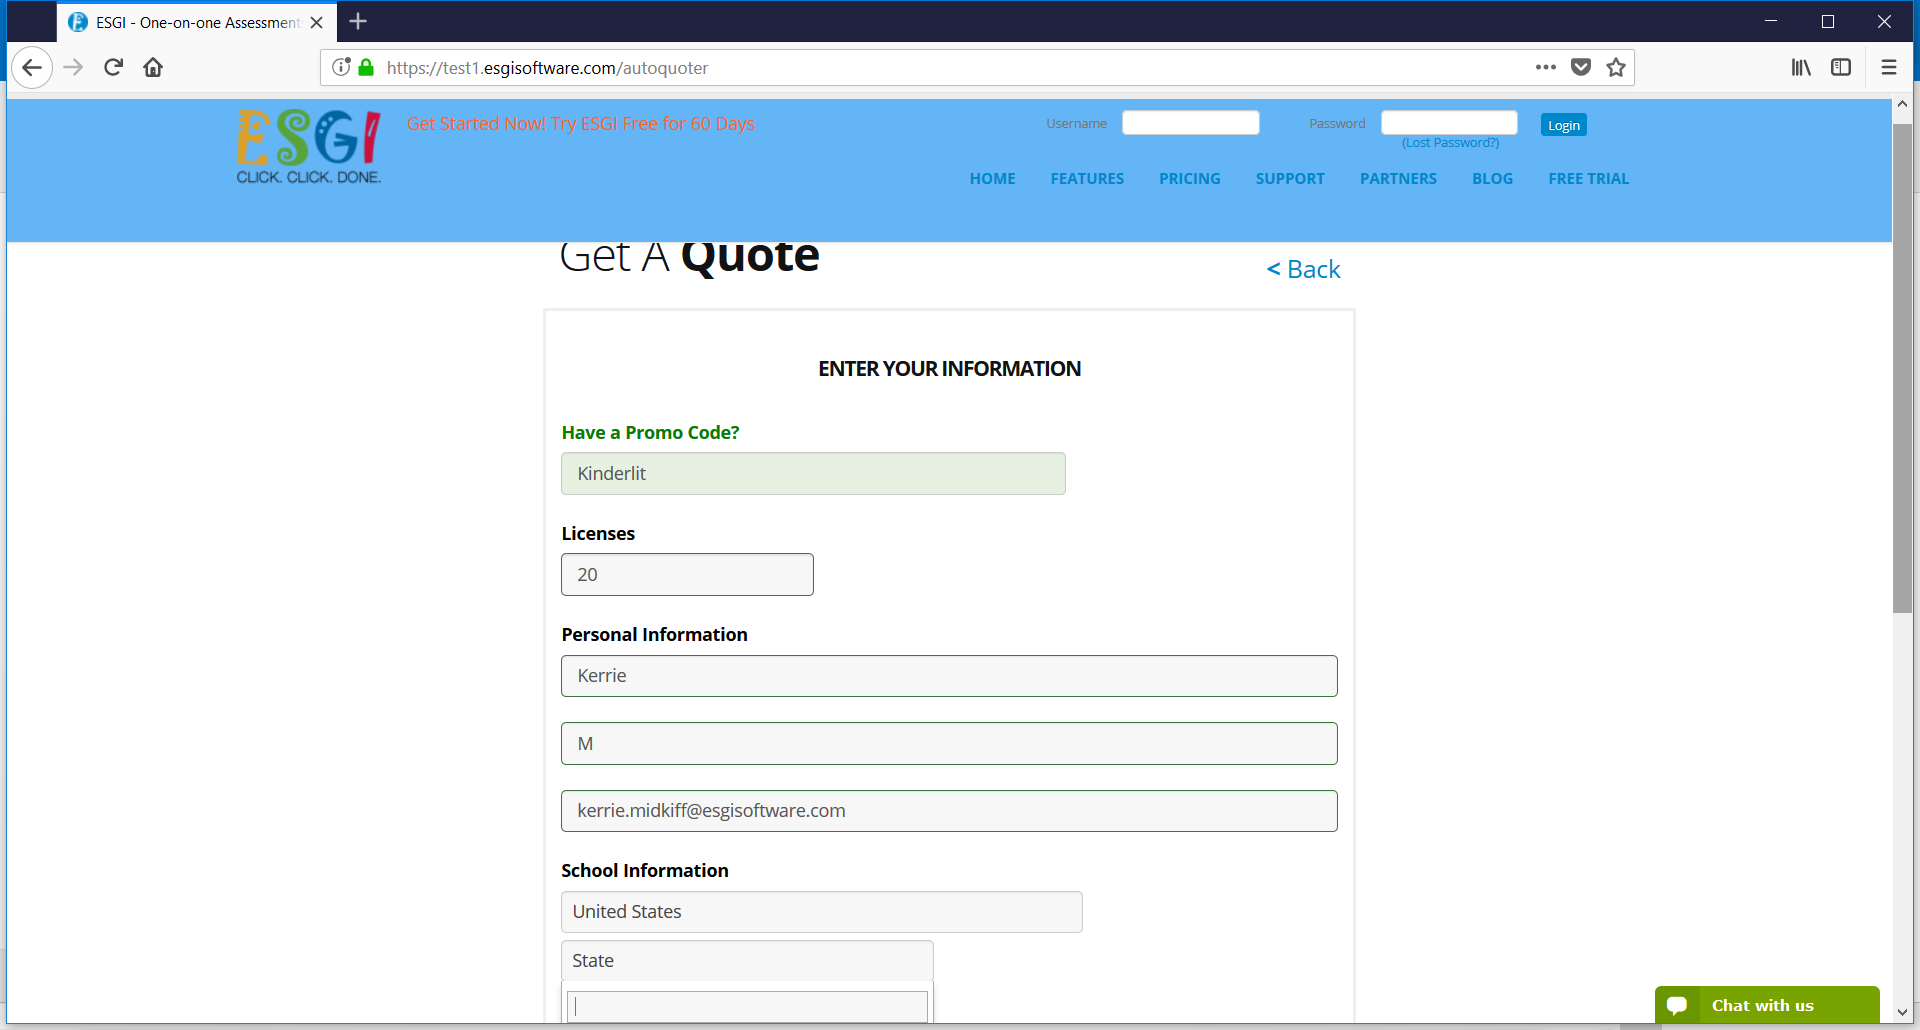 ESGI - One-on-one Assessment
https://test1.esgisoftware.com/autoquoter
ESGI
CLICK. CLICK. DONE.
Get Started Now! Try ESGI Free for 60 Days
Username
Password
Login
(Lost Password?)
HOME FEATURES PRICING SUPPORT PARTNERS BLOG FREE TRIAL
Get A Quote
< Back
ENTER YOUR INFORMATION
Have a Promo Code?
Kinderlit
Licenses
20
Personal Information
Kerrie
M
kerrie.midkiff@esgisoftware.com
School Information
United States
State
Chat with us